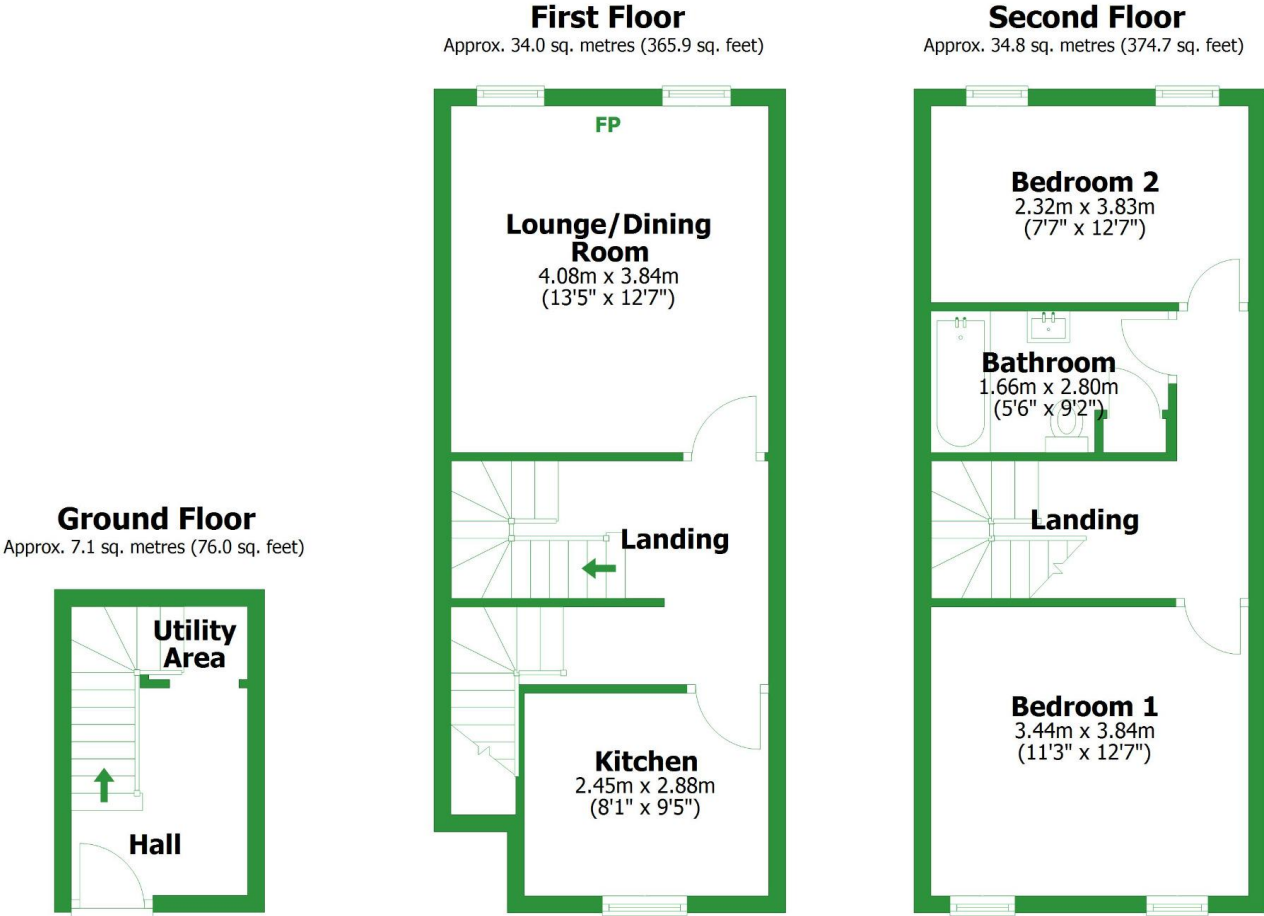 First Floor
Approx. 34.0 sq. metres (365.9 sq. feet)
FP
Lounge/Dining
Room
4.08m x 3.84m
(13'5" x 12'7")
Landing
Kitchen
2.45m x 2.88m
(8'1" x 9'5")
Second Floor
Approx. 34.8 sq. metres (374.7 sq. feet)
Bedroom 2
2.32m x 3.83m
(7'7" x 12'7")
Bathroom
1.66m x 2.80m
(5'6" x 9'2")
Landing
Bedroom 1
3.44m x 3.84m
(11'3" x 12'7")
Ground Floor
Approx. 7.1 sq. metres (76.0 sq. feet)
Utility
Area
Hall